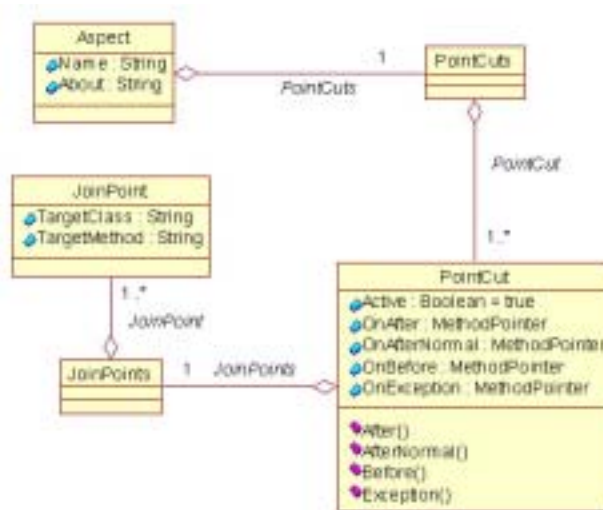 Aspect
Name : String
About : String
1
PointCuts
PointCuts
PointCut
1..*
JoinPoint
TargetClass : String
TargetMethod : String
1..*
JoinPoint
JoinPoints
1
JoinPoints
PointCut
Active : Boolean = true
OnAfter : MethodPointer
OnAfterNormal : MethodPointer
OnBefore : MethodPointer
OnException : MethodPointer
After()
AfterNormal()
Before()
Exception()